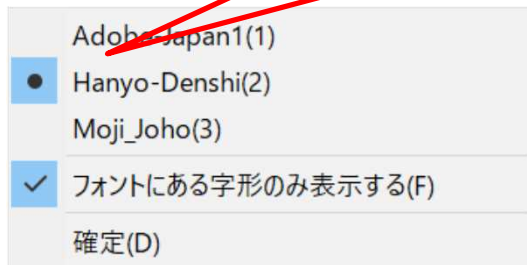 Adobe-Japan1(1)
Hanyo-Denshi(2)
Moji_Joho(3)
フォントにある字形のみ表示する(F)
確定(D)